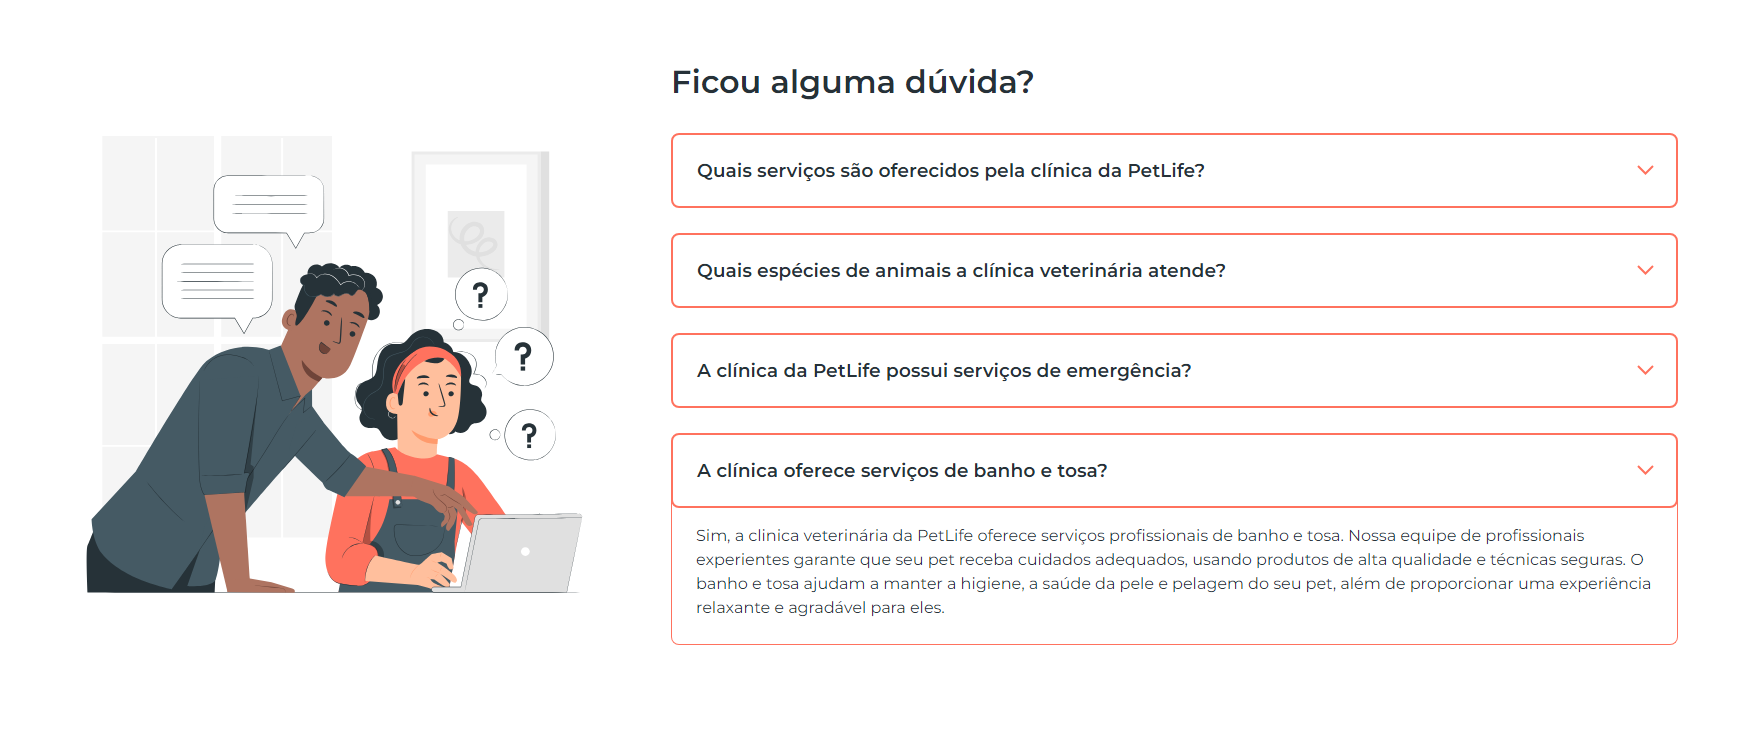 Ficou alguma dúvida?
Quais serviços são oferecidos pela clínica da PetLife?
Quais espécies de animais a clínica veterinária atende?
A clínica da PetLife possui serviços de emergência?
A clínica oferece serviços de banho e tosa?
Sim, a clinica veterinária da PetLife oferece serviços profissionais de banho e tosa. Nossa equipe de profissionais
experientes garante que seu pet receba cuidados adequados, usando produtos de alta qualidade e técnicas seguras. O
banho e tosa ajudam a manter a higiene, a saúde da pele e pelagem do seu pet, além de proporcionar uma experiência
relaxante e agradável para eles.
?
?
?